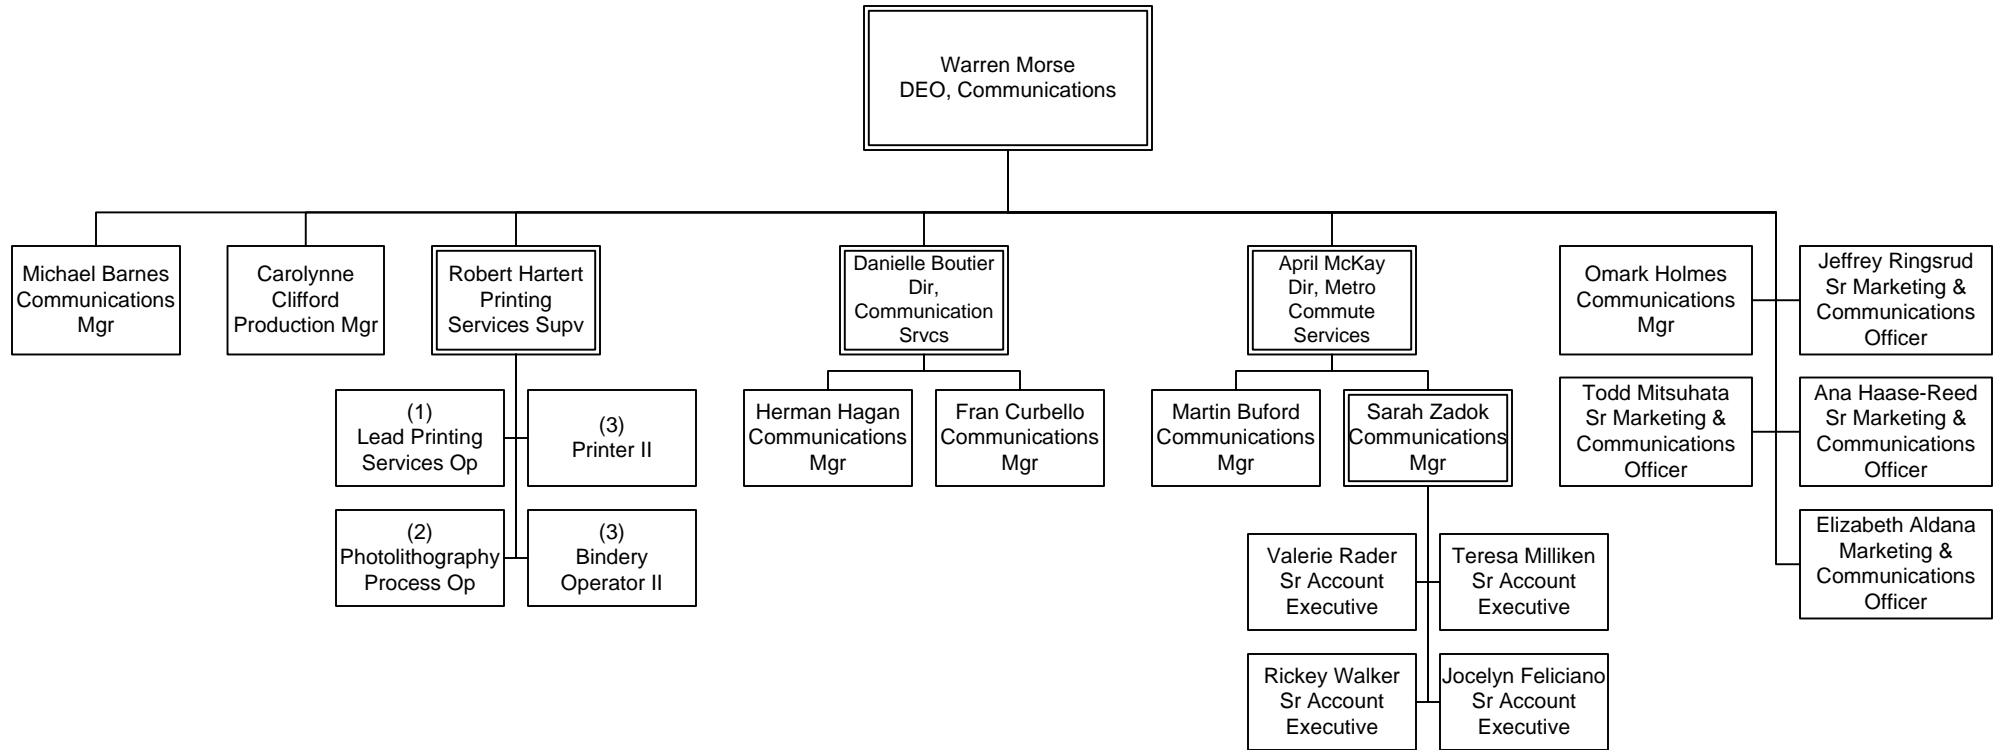 Warren Morse
DEO, Communications
Michael Barnes
Communications
Mgr
Carolynne
Clifford
Production Mgr
Robert Hartert
Printing
Services Supv
Danielle Boutier
Dir,
Communication
Srvcs
April McKay
Dir, Metro
Commute
Services
Omark Holmes
Communications
Mgr
Jeffrey Ringsrud
Sr Marketing &
Communications
Officer
(1)
Lead Printing
Services Op
(3)
Printer II
(2)
Photolithography
Process Op
(3)
Bindery
Operator II
Herman Hagan
Communications
Mgr
Fran Curbello
Communications
Mgr
Martin Buford
Communications
Mgr
Sarah Zadok
Communications
Mgr
Todd Mitsuhata
Sr Marketing &
Communications
Officer
Ana Haase-Reed
Sr Marketing &
Communications
Officer
Valerie Rader
Sr Account
Executive
Teresa Milliken
Sr Account
Executive
Rickey Walker
Sr Account
Executive
Jocelyn Feliciano
Sr Account
Executive
Elizabeth Aldana
Marketing &
Communications
Officer